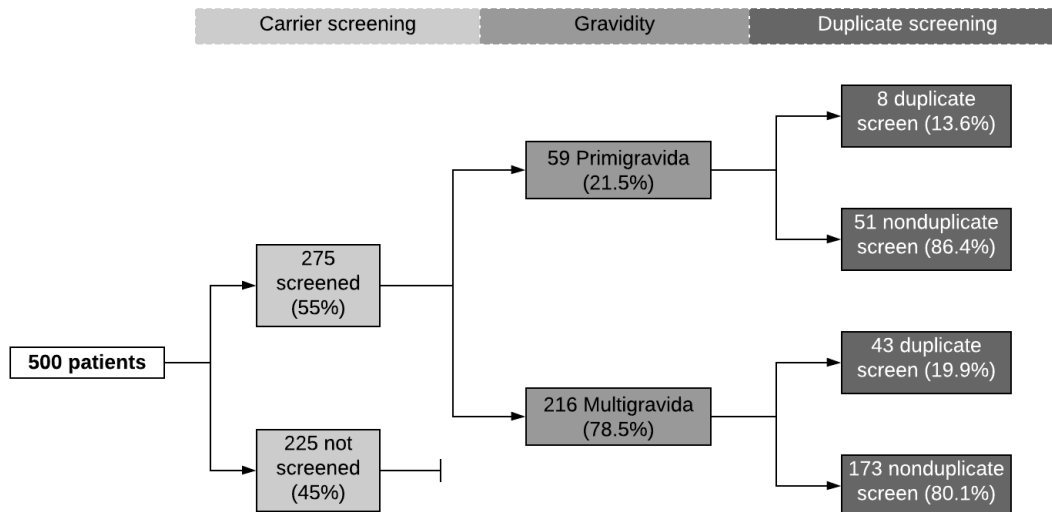 Carrier screening
Gravidity
Duplicate screening
500 patients
275
screened
(55%)
225 not
screened
(45%)
59 Primigravida
(21.5%)
216 Multigravida
(78.5%)
8 duplicate
screen (13.6%)
51 nonduplicate
screen (86.4%)
43 duplicate
screen (19.9%)
173 nonduplicate
screen (80.1%)